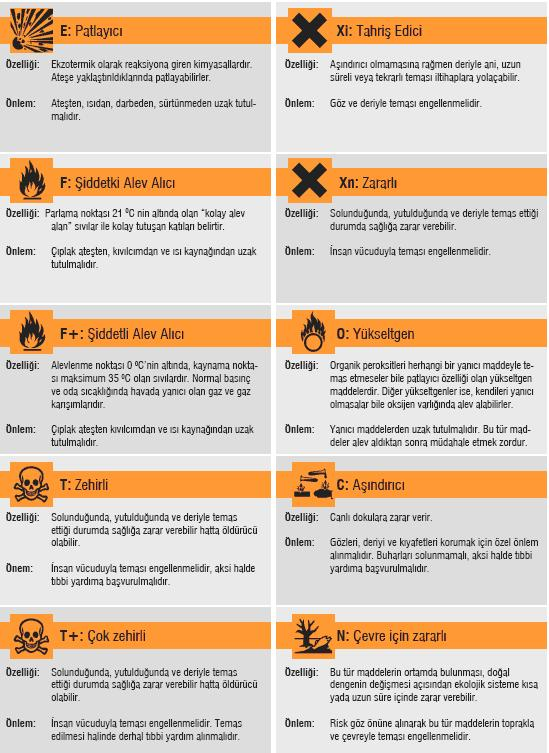 E: Patlayıcı
Özelliği: Ekzotermik olarak reaksiyona giren kimyasallardır.
Ateşe yaklaştırıldıklarında patlayabilirler.
Önlem: Ateşten, ısıdan, darbeden, sürtünmeden uzak tutul-
malıdır.
Xi: Tahriş Edici
Özelliği: Aşındırıcı olmamasına rağmen deriyle ani, uzun
süreli veya tekrarlı teması iltihaplara yolaçabilir.
Önlem: Göz ve deriyle teması engellenmelidir.
F: Şiddetki Alev Alıcı
Özelliği: Parlama noktası 21 ºC nin altında olan “kolay alev
alan” sıvılar ile kolay tutuşan katıları belirtir.
Önlem: Çıplak ateşten, kıvılcımdan ve ısı kaynağından uzak
tutulmalıdır.
Xn: Zararlı
Özelliği: Solunduğunda, yutulduğunda ve deriyle temas ettiği
durumda sağlığa zarar verebilir.
Önlem: İnsan vücuduyla teması engellenmelidir.
F+: Şiddetli Alev Alıcı
Özelliği: Alevlenme noktası 0 ºC'nin altında, kaynama nokta-
sı maksimum 35 ºC olan sıvılardır. Normal basınç
ve oda sıcaklığında havada yanıcı olan gaz ve gaz
karışımlarıdır.
Önlem: Çıplak ateşten kıvılcımdan ve ısı kaynağından uzak
tutulmalıdır.
O: Yükseltgen
Özelliği: Organik peroksitleri herhangi bir yanıcı maddeyle te-
mas etmeseler bile patlayıcı özelliği olan yükseltgen
maddelerdir. Diğer yükseltgenler ise, kendileri yanıcı
olmasalar bile oksijen varlığında alev alabilirler.
Önlem: Yanıcı maddelerden uzak tutulmalıdır. Bu tür mad-
deler alev aldıktan sonra müdahale etmek zordur.
T: Zehirli
Özelliği: Solunduğunda, yutulduğunda ve deriyle temas
ettiği durumda sağlığa zarar verebilir hatta öldürücü
olabilir.
Önem: İnsan vücuduyla teması engellenmelidir, aksi halde
tıbbi yardıma başvurulmalıdır.
C: Aşındırıcı
Özelliği: Canlı dokulara zarar verir.
Önlem: Gözleri, deriyi ve kıyafetleri korumak için özel önlem
alınmalıdır. Buharları solunmamalı, aksi halde tıbbi
yardıma başvurulmalıdır.
T+: Çok zehirli
Özelliği: Solunduğunda, yutulduğunda ve deriyle temas
ettiği durumda sağlığa zarar verebilir hatta öldürücü
olabilir.
Önlem: İnsan vücuduyla teması engellenmelidir. Temas
edilmesi halinde derhal tıbbi yardım alınmalıdır.
N: Çevre için zararlı
Özelliği: Bu tür maddelerin ortamda bulunması, doğal
dengenin değişmesi açısından ekolojik sisteme kısa
yada uzun süre içinde zarar verebilir.
Önlem: Risk göz önüne alınarak bu tür maddelerin toprakla
ve çevreyle teması engellenmelidir.